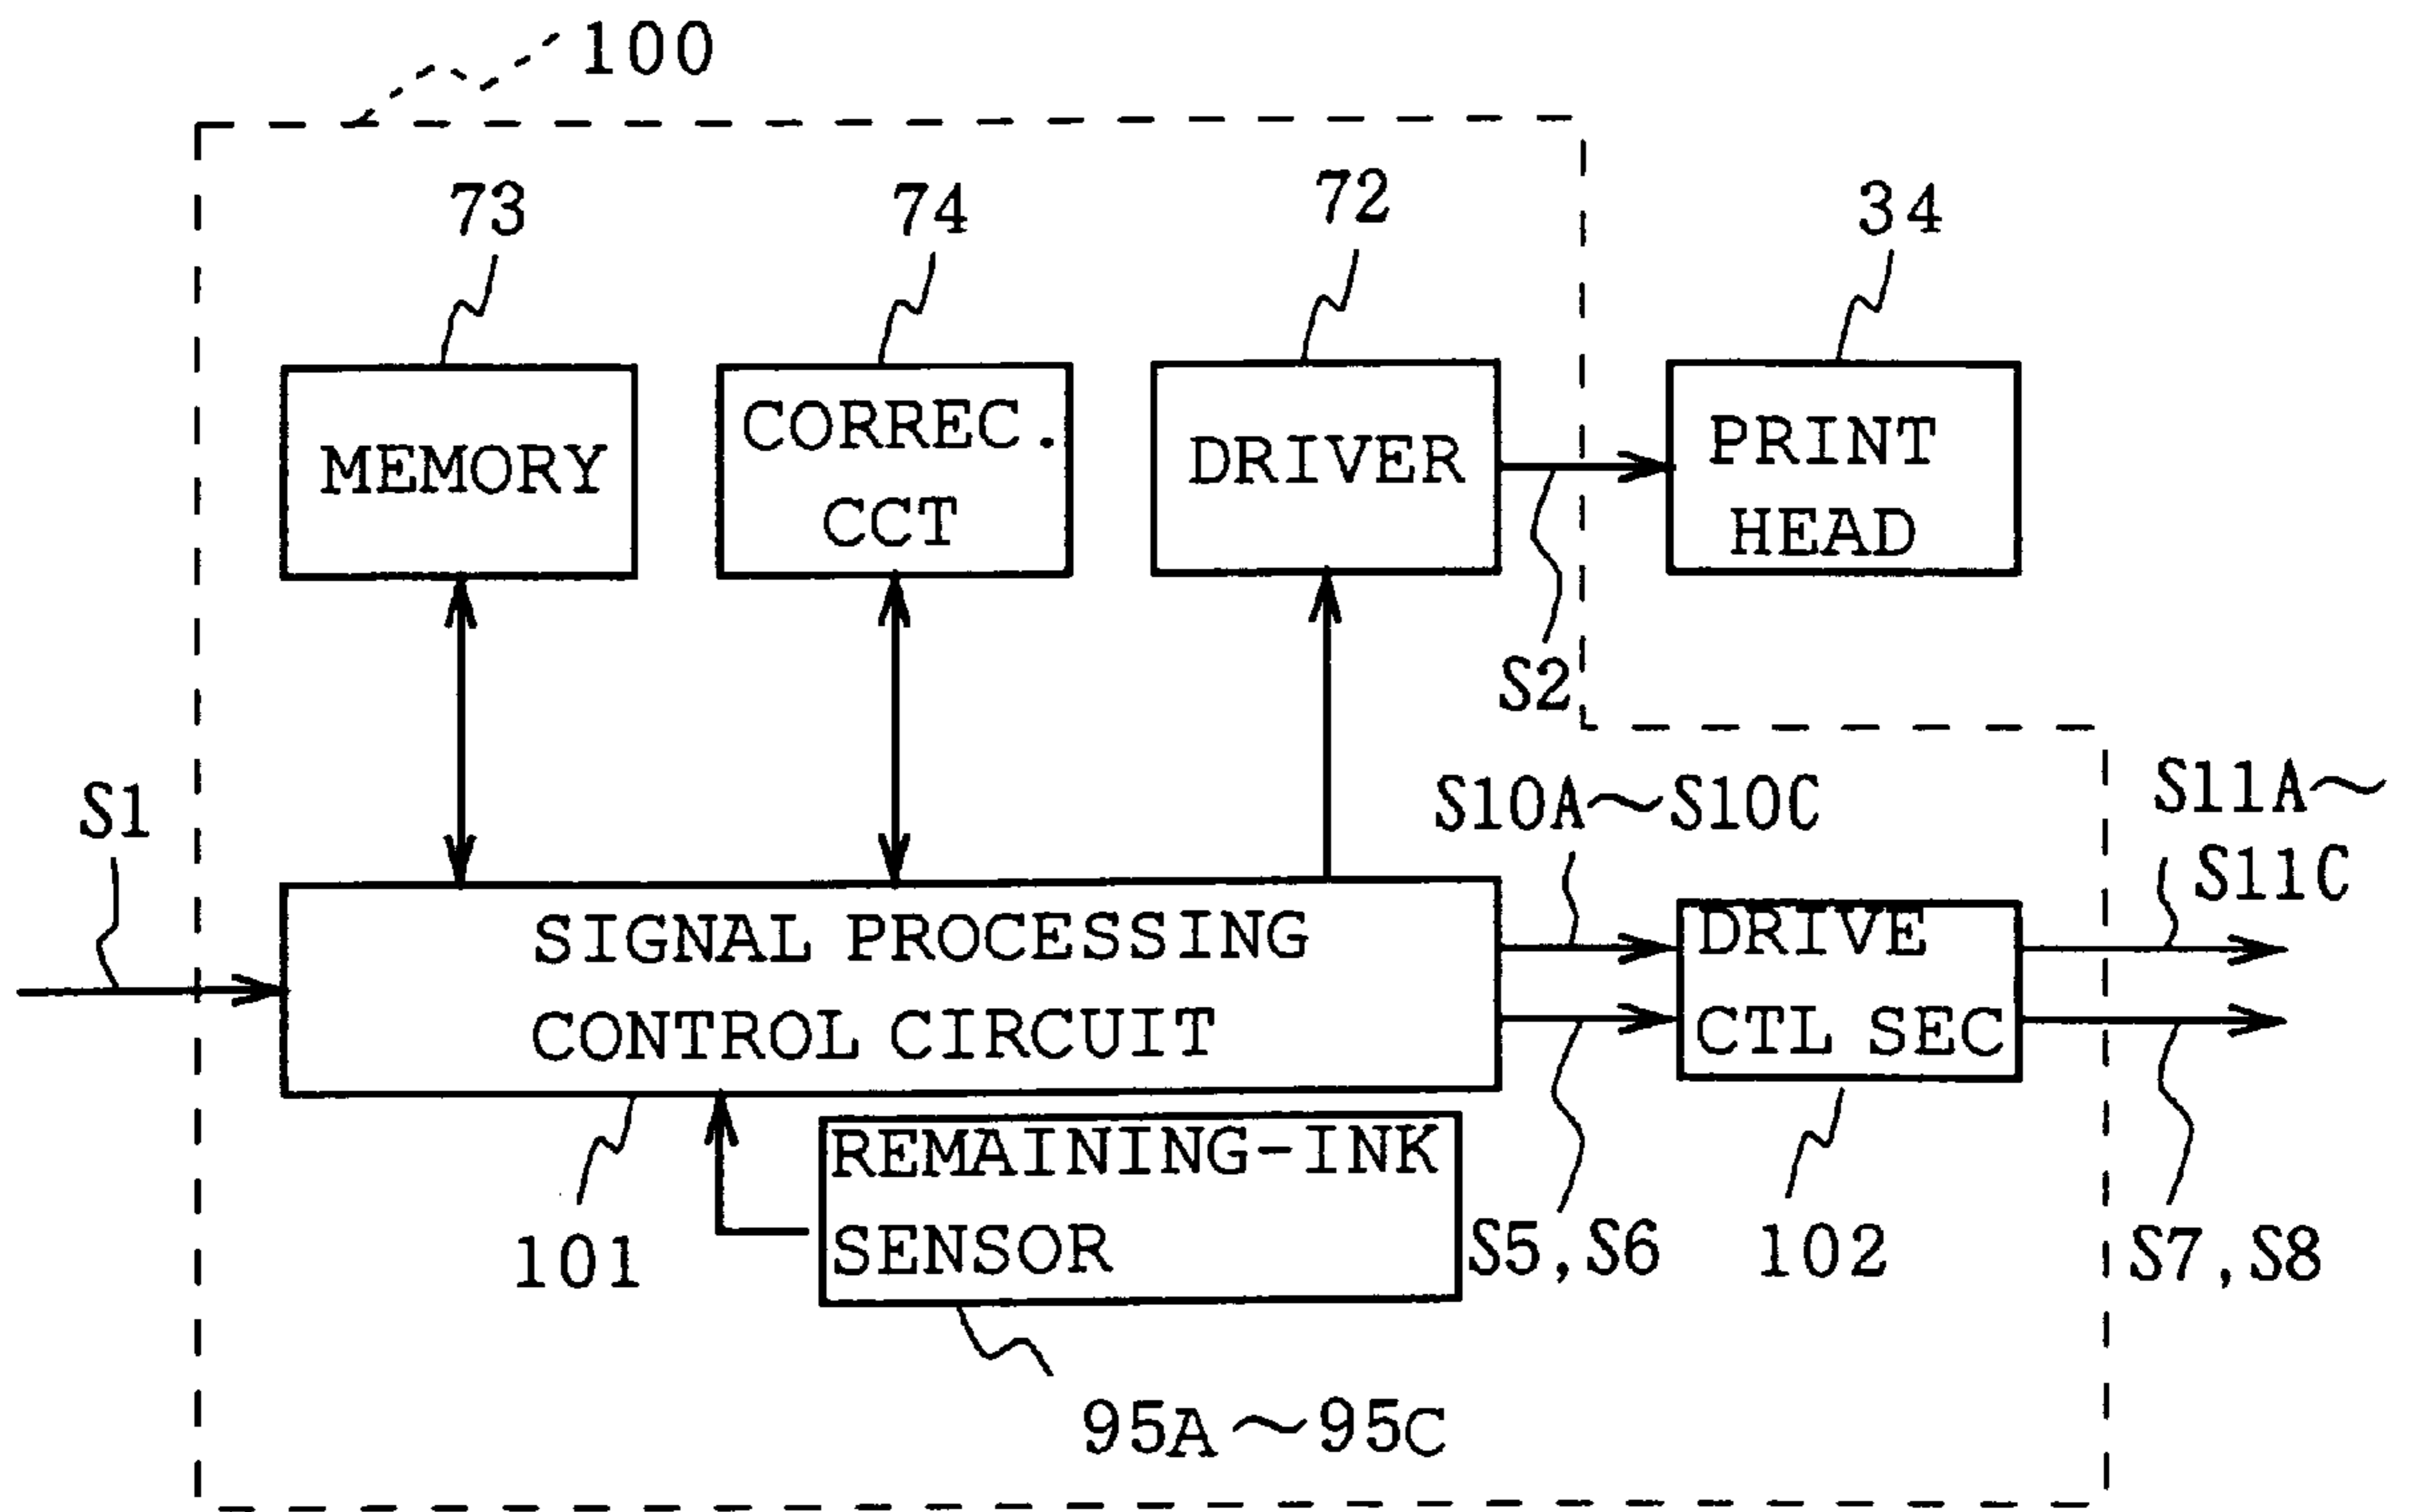 100
73
74
72
34
MEMORY
CORREC.
CCT
DRIVER
PRINT
HEAD
S2
S1
S10A～S10C
S11A～
S11C
SIGNAL PROCESSING
CONTROL CIRCUIT
DRIVE
CTL SEC
REMAINING-INK
SENSOR
101
S5,S6
102
S7,S8
95A～95C